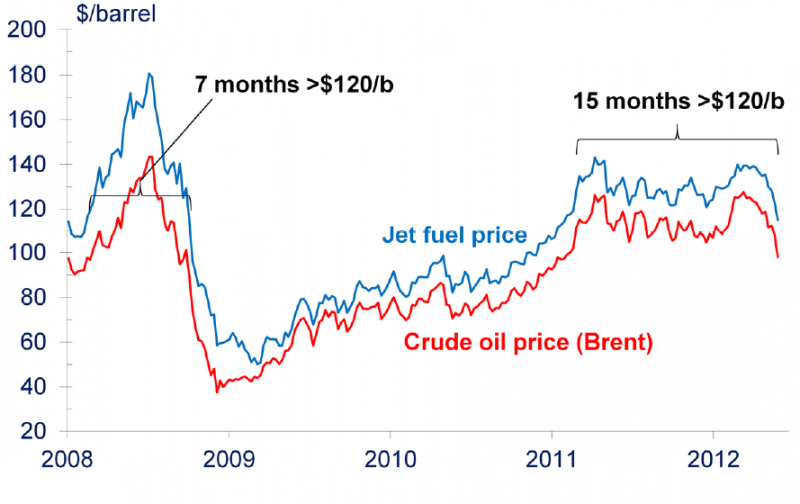 $/barrel
200
180
160
140
120
100
80
60
40
20
7 months >$120/b
15 months >$120/b
Jet fuel price
Crude oil price (Brent)
2008 2009 2010 2011 2012